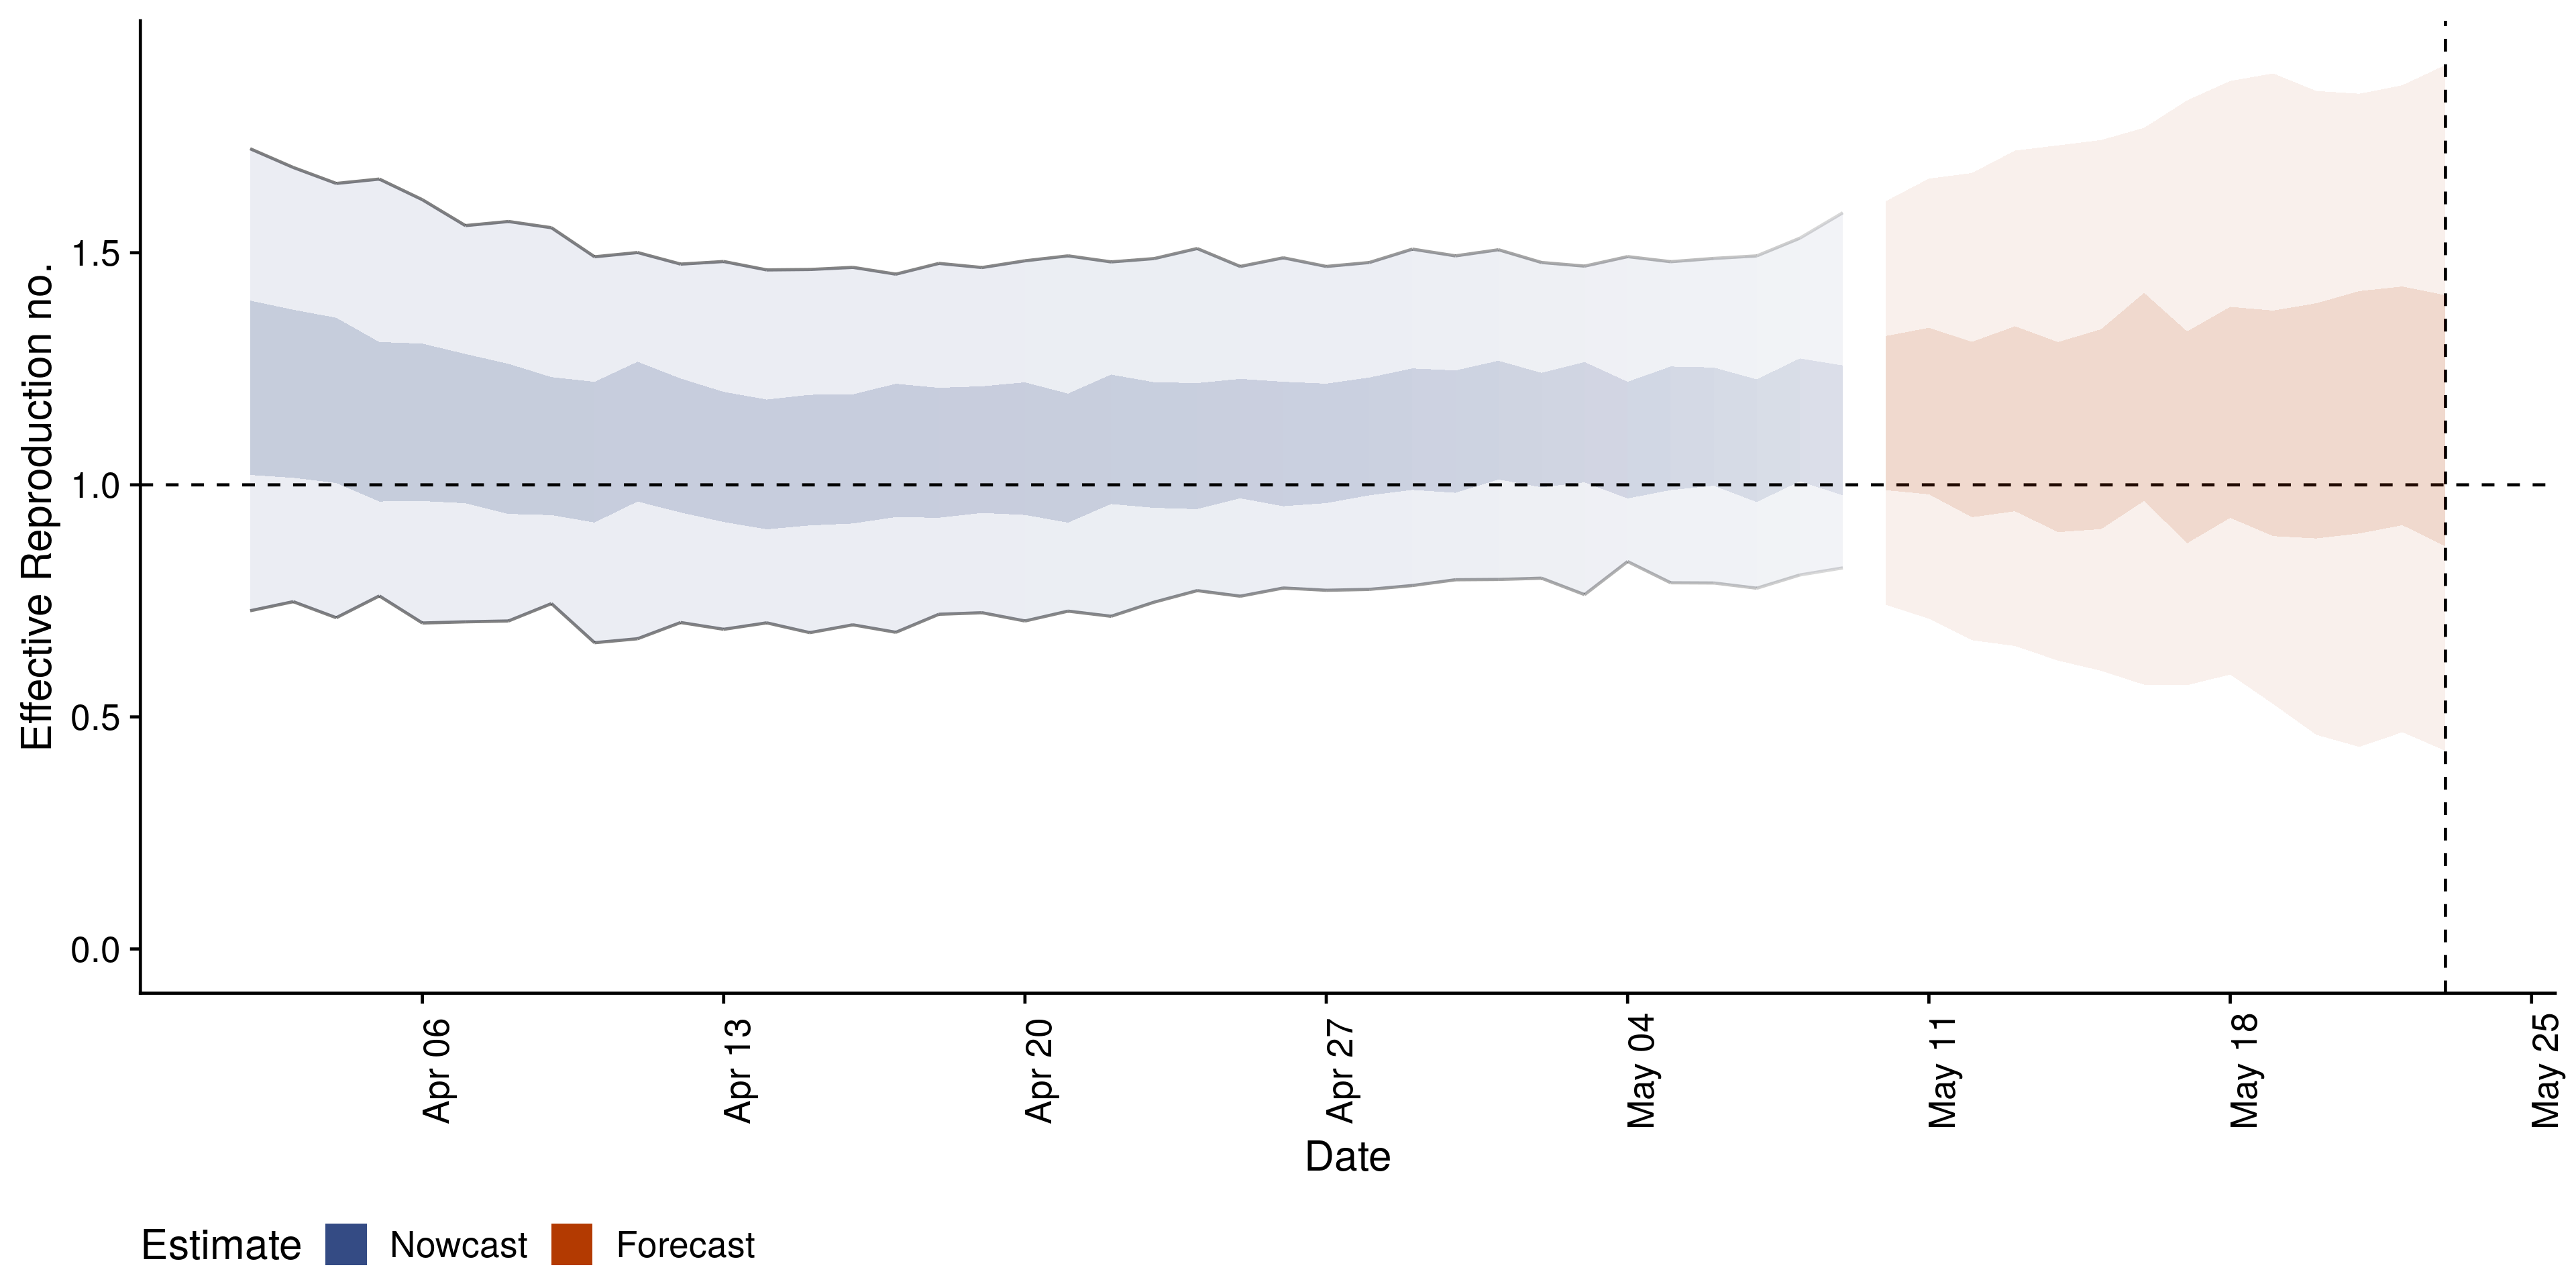 Effective Reproduction no.
1.5
1.0
0.5
0.0
Apr 06
Apr 13
Apr 20
Apr 27
May 04
May 11
May 18
May 25
Date
Estimate Nowcast Forecast